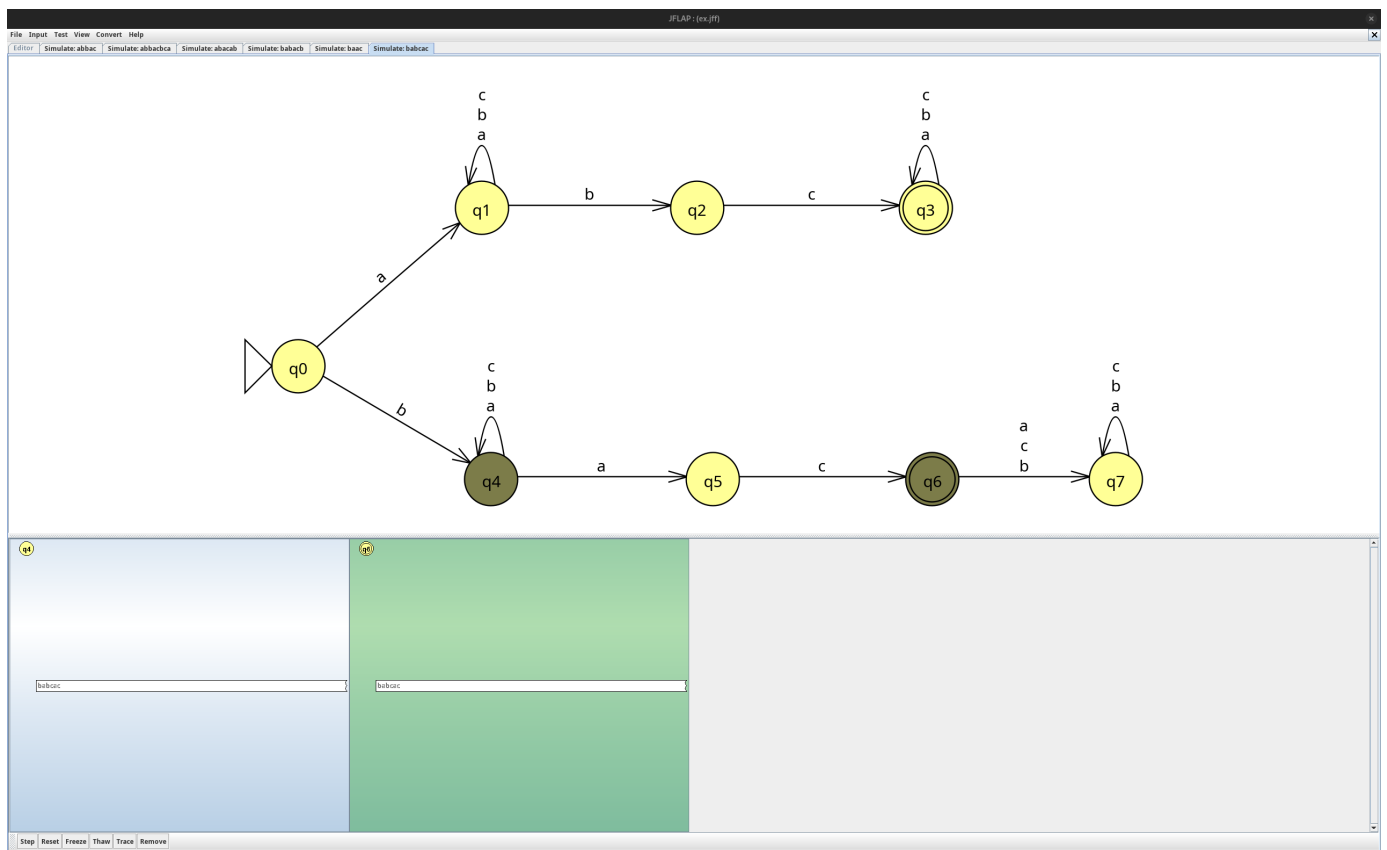 JFLAP : (ex.jff)
File Input Test View Convert Help
Editor Simulate: abbac Simulate: abbacbca Simulate: abacab Simulate: babacb Simulate: baac Simulate: babcac
c c
b b
a a
q1 b q2 c q3
a
q0
b
c c
b b
a a
a
c
b
q4 a q5 c q6 q7
q4 q6
babcac babcac
Step Reset Freeze Thaw Trace Remove